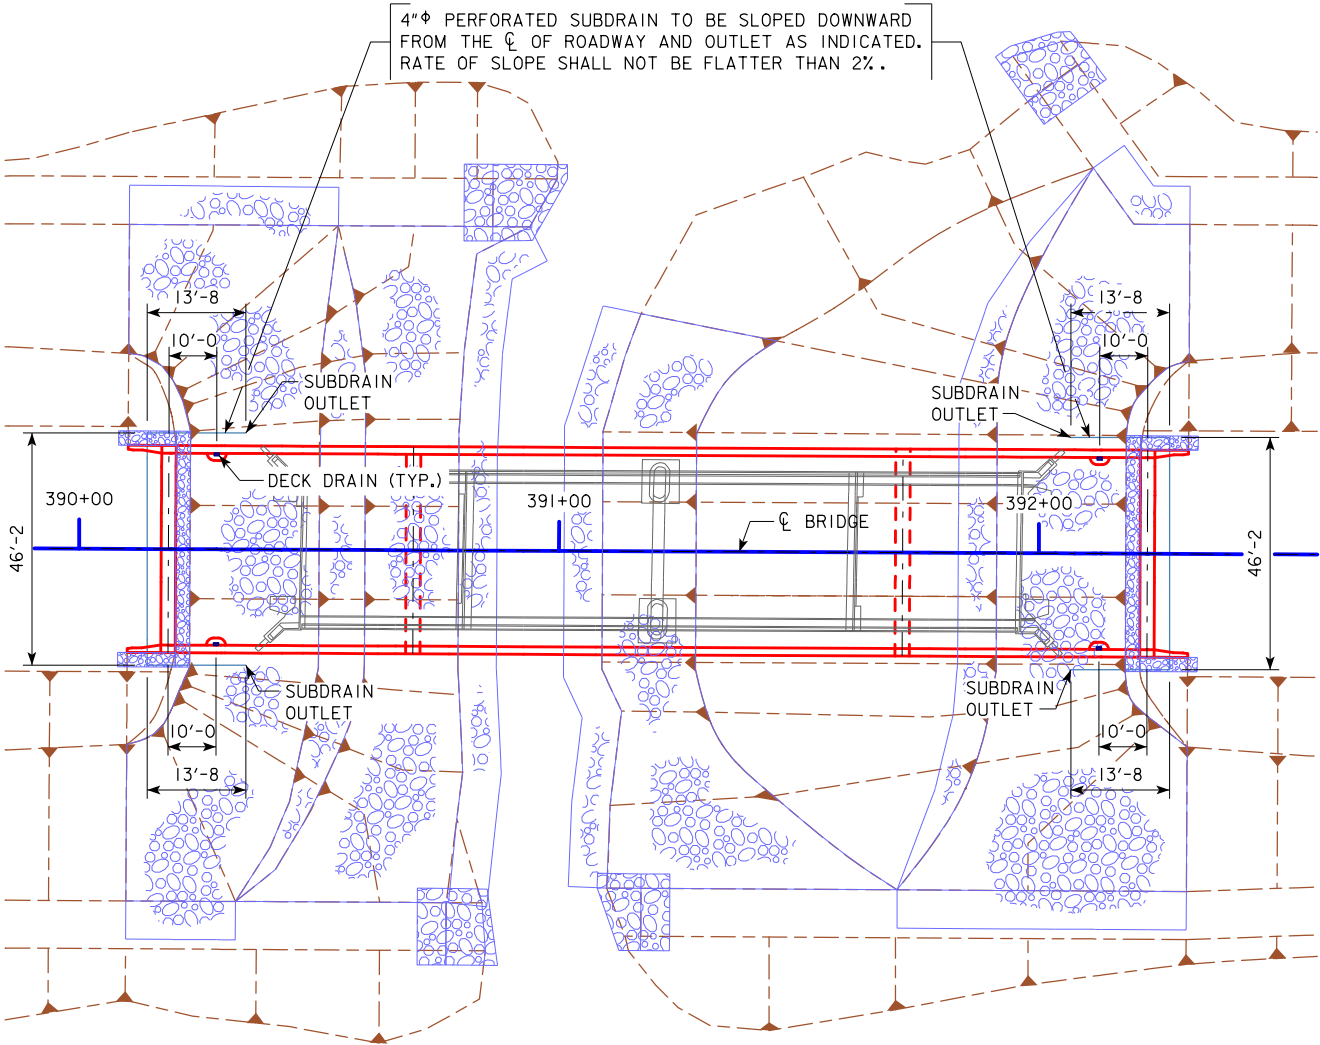 4"ϕ PERFORATED SUBDRAIN TO BE SLOPED DOWNWARD
FROM THE ℄ OF ROADWAY AND OUTLET AS INDICATED.
RATE OF SLOPE SHALL NOT BE FLATTER THAN 2%.
13'-8
10'-0
13'-8
10'-0
SUBDRAIN
OUTLET
SUBDRAIN
OUTLET
DECK DRAIN (TYP.)
390+00
391+00
392+00
℄ BRIDGE
46'-2
46'-2
SUBDRAIN
OUTLET
SUBDRAIN
OUTLET
10'-0
13'-8
10'-0
13'-8